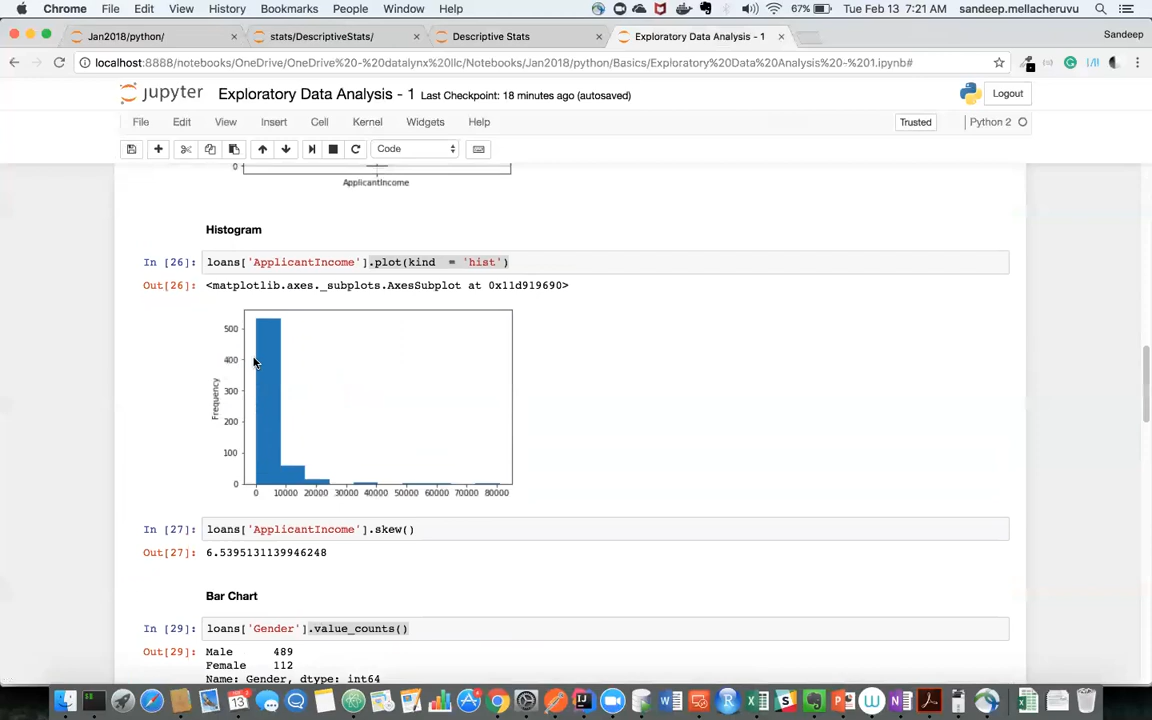 Chrome File Edit View History Bookmarks People Window Help 67% Tue Feb 13 7:21 AM sandeep.mellacheruvu
Jan2018/python/ stats/DescriptiveStats/ Descriptive Stats Exploratory Data Analysis - 1 Sandeep
localhost:8888/notebooks/OneDrive/OneDrive%20-%20datalynx%20llc/Notebooks/Jan2018/python/Basics/Exploratory%20Data%20Analysis%20-%201.ipynb#
jupyter Exploratory Data Analysis - 1 Last Checkpoint: 18 minutes ago (autosaved) Logout
File Edit View Insert Cell Kernel Widgets Help Trusted Python 2
Code
0
ApplicantIncome
Histogram
In [26]: loans['ApplicantIncome'].plot(kind = 'hist')
Out[26]: <matplotlib.axes._subplots.AxesSubplot at 0x11d919690>
500
400
300
200
100
0
Frequency
0 10000 20000 30000 40000 50000 60000 70000 80000
In [27]: loans['ApplicantIncome'].skew()
Out[27]: 6.5395131139946248
Bar Chart
In [29]: loans['Gender'].value_counts()
Out[29]: Male 489
Female 112
Name: Gender, dtype: int64